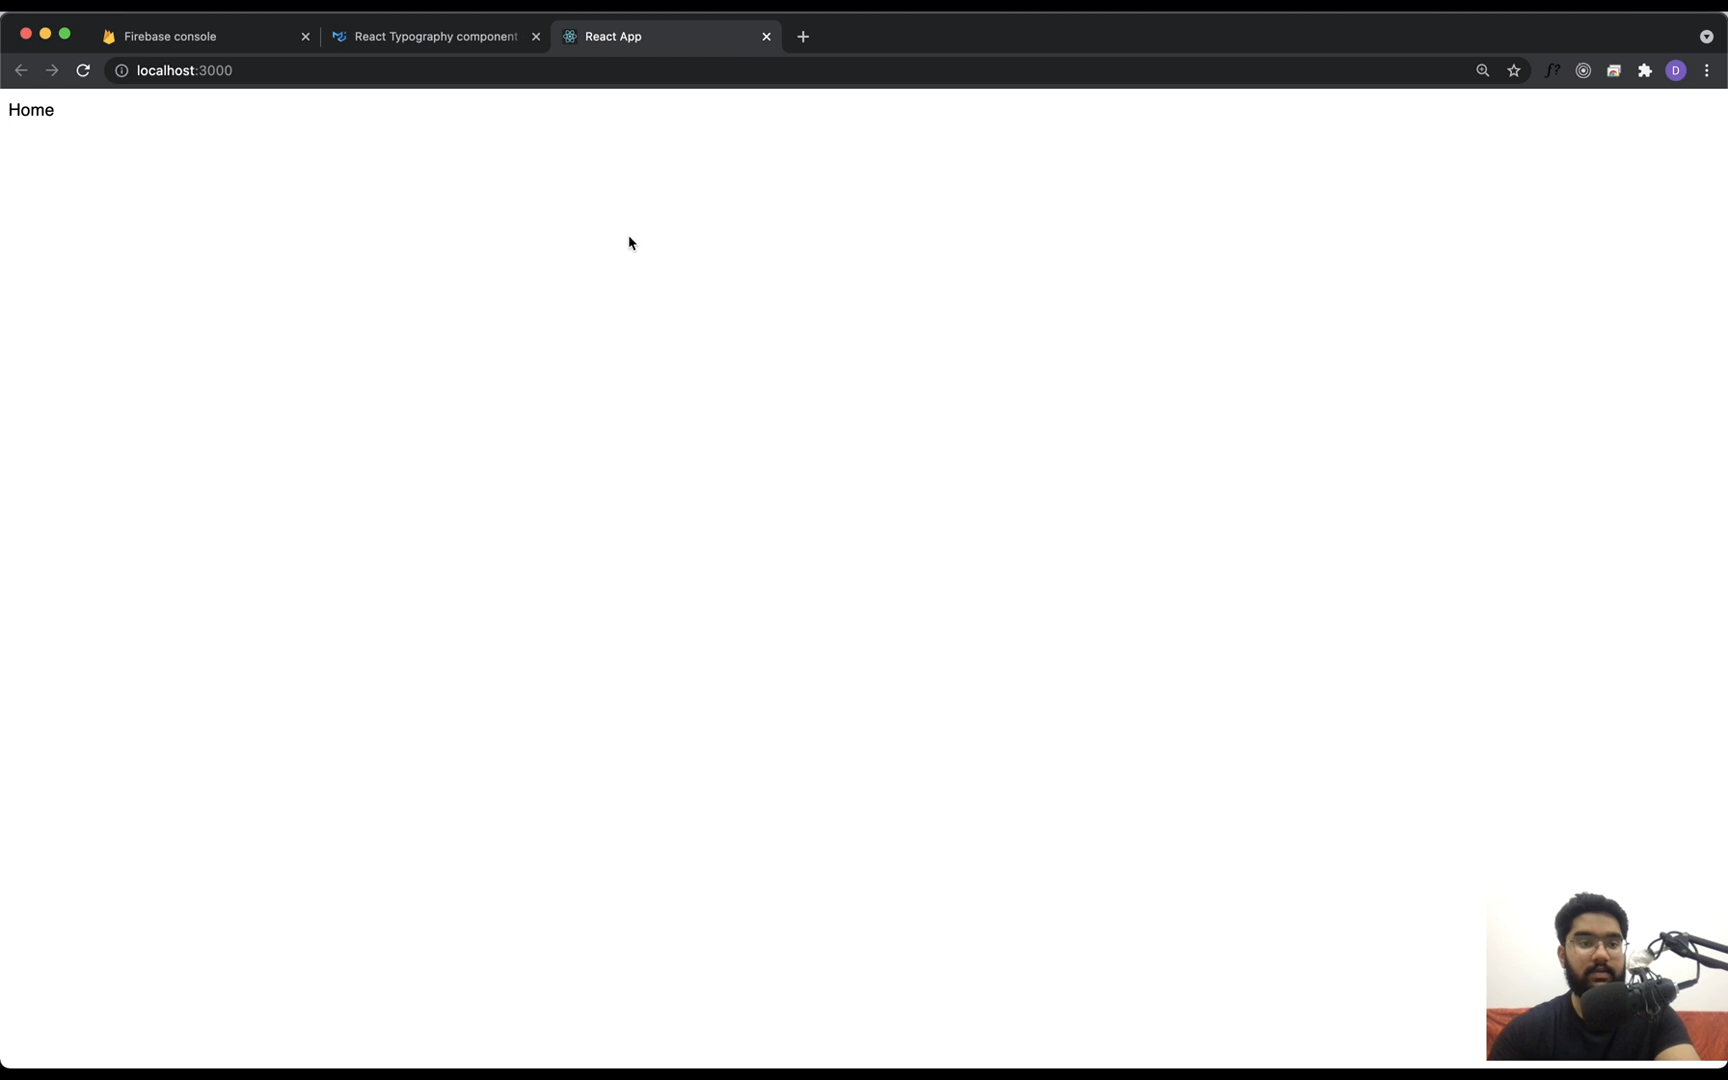 Firebase console
React Typography component
React App
localhost:3000
f?
D
Home